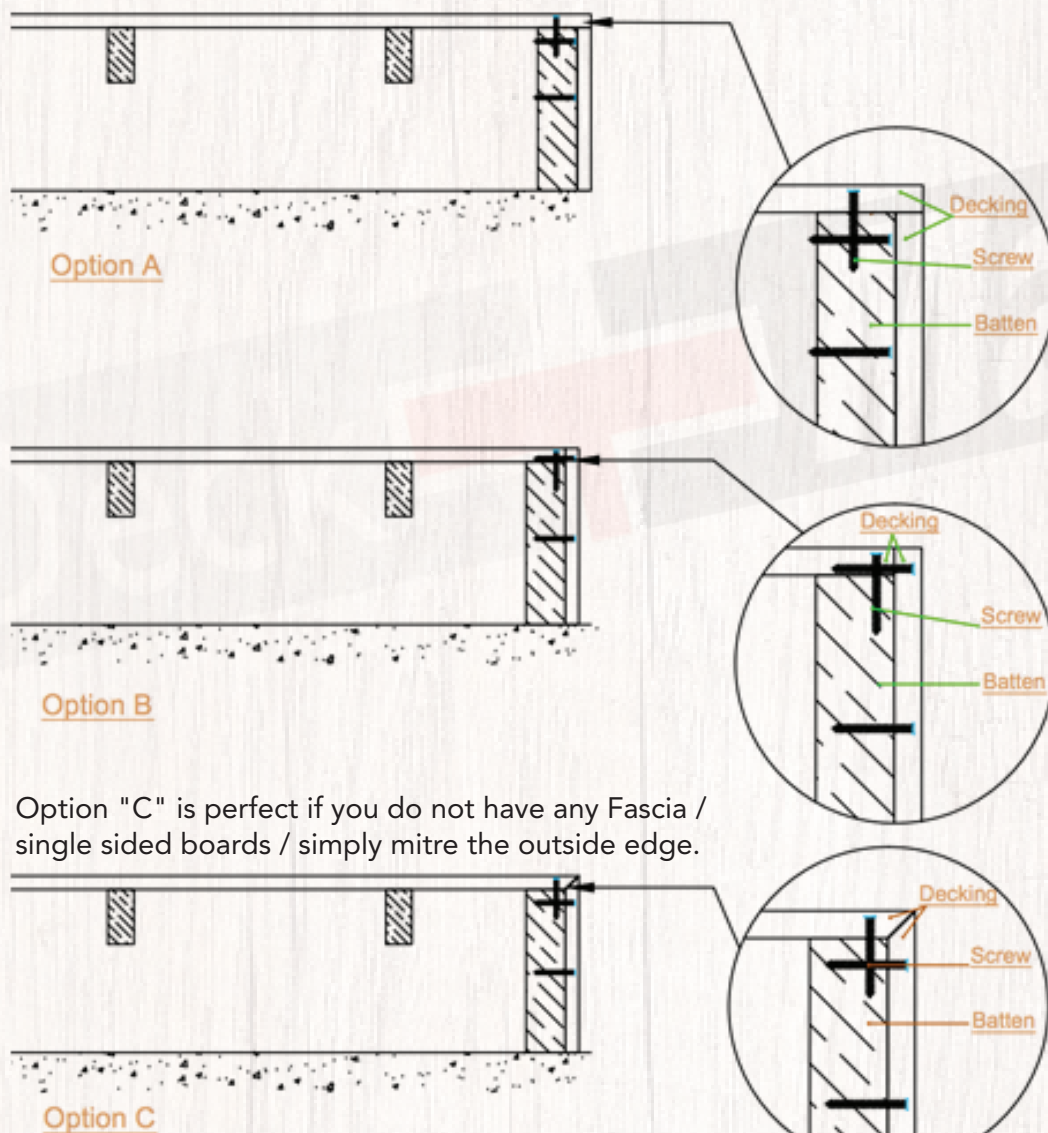 Decking
Screw
Batten
Option A
Decking
Screw
Batten
Option B
Option "C" is perfect if you do not have any Fascia /
single sided boards / simply mitre the outside edge.
Decking
Screw
Batten
Option C